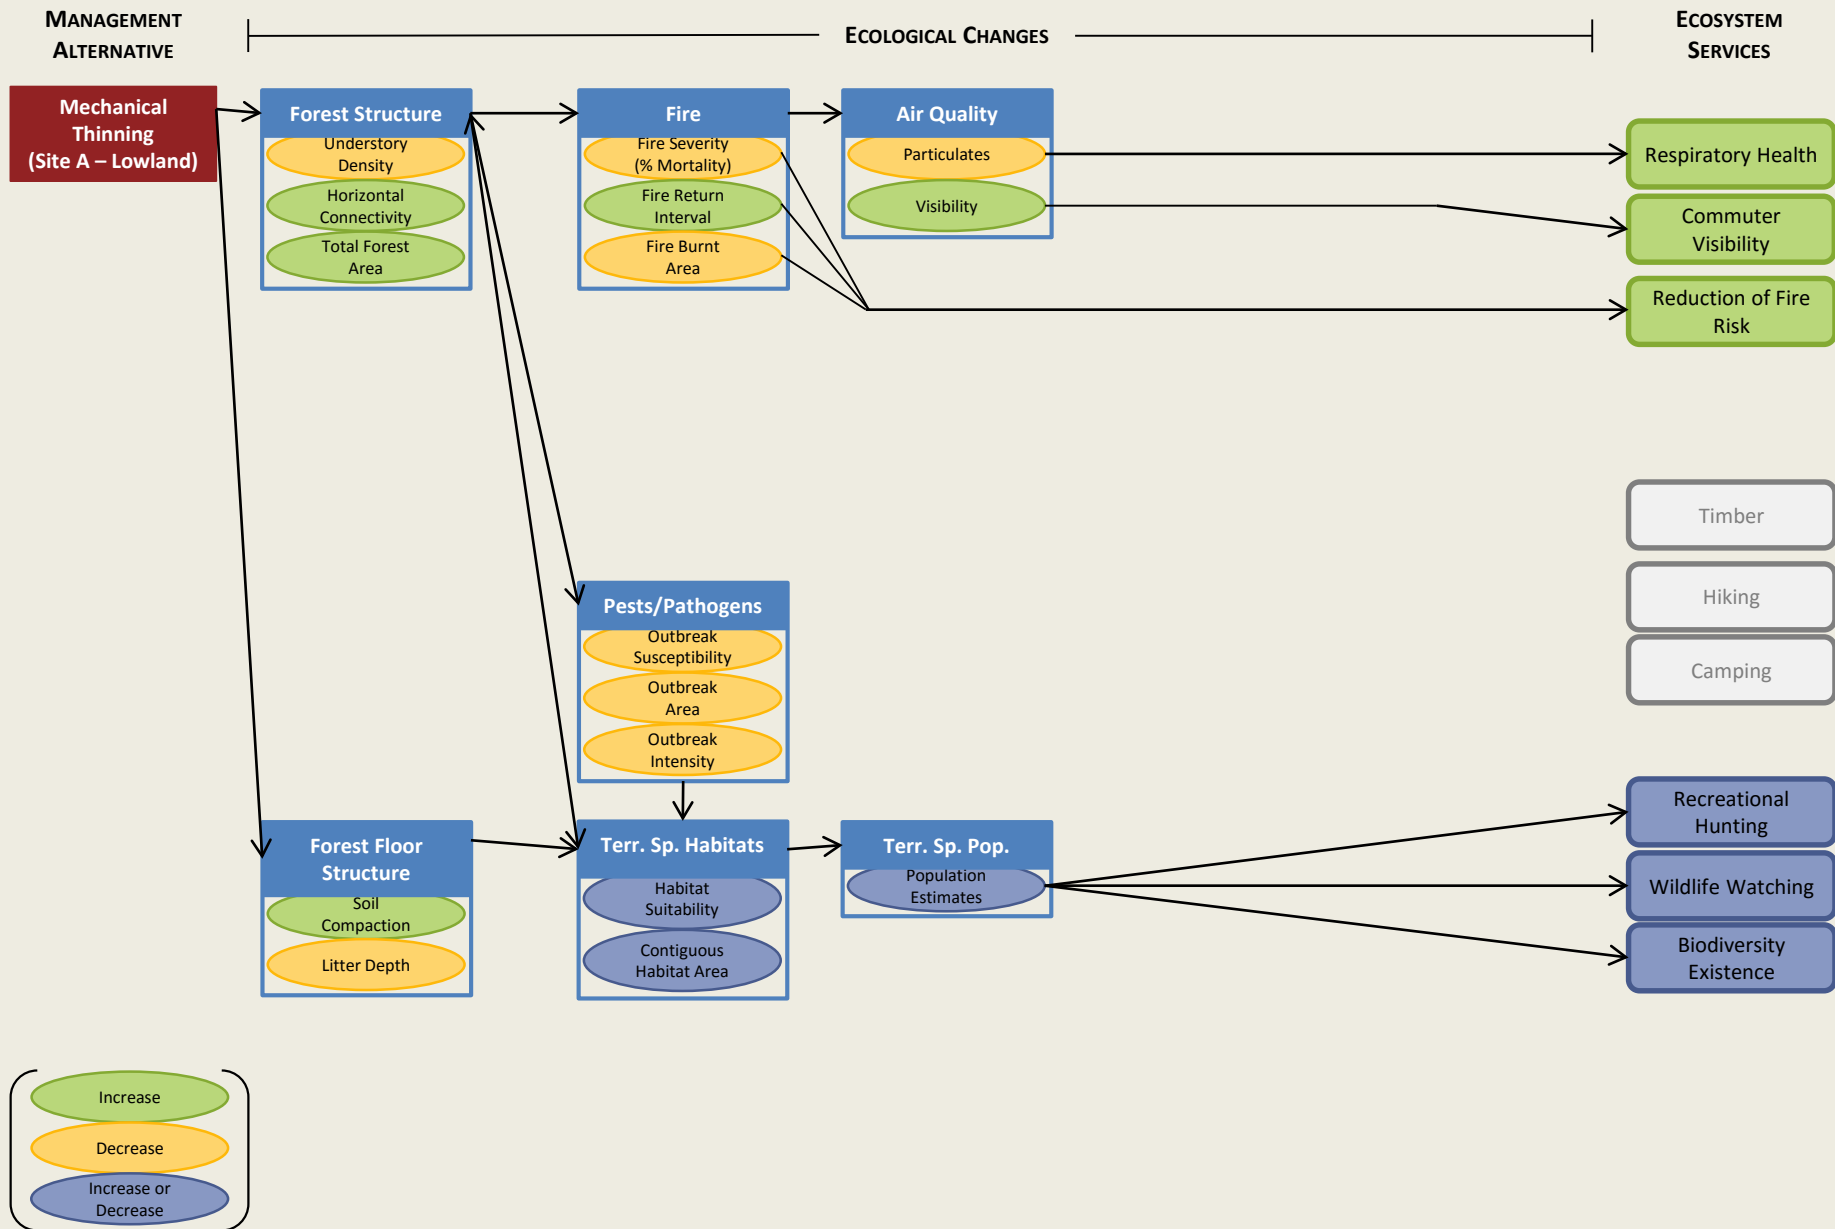 MANAGEMENT
ALTERNATIVE
ECOLOGICAL CHANGES
ECOSYSTEM
SERVICES
Mechanical
Thinning
(Site A – Lowland)
Forest Structure
Understory
Density
Horizontal
Connectivity
Total Forest
Area
Fire
Fire Severity
(% Mortality)
Fire Return
Interval
Fire Burnt
Area
Air Quality
Particulates
Visibility
Respiratory Health
Commuter
Visibility
Reduction of Fire
Risk
Timber
Hiking
Camping
Pests/Pathogens
Outbreak
Susceptibility
Outbreak
Area
Outbreak
Intensity
Forest Floor
Structure
Soil
Compaction
Litter Depth
Terr. Sp. Habitats
Habitat
Suitability
Contiguous
Habitat Area
Terr. Sp. Pop.
Population
Estimates
Recreational
Hunting
Wildlife Watching
Biodiversity
Existence
Increase
Decrease
Increase or
Decrease